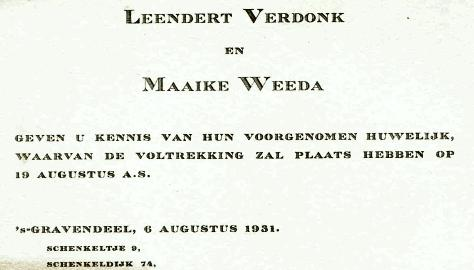 LEENDERT VERDONK
EN
MAAIKE WEEDA
GEVEN U KENNIS VAN HUN VOORGENOMEN HUWELIJK,
WAARVAN DE VOLTREKKING ZAL PLAATS HEBBEN OP
19 AUGUSTUS A.S.
's-GRAVENDEEL, 6 AUGUSTUS 1931.
SCHENKELTJE 9,
SCHENKELDIJK 74,